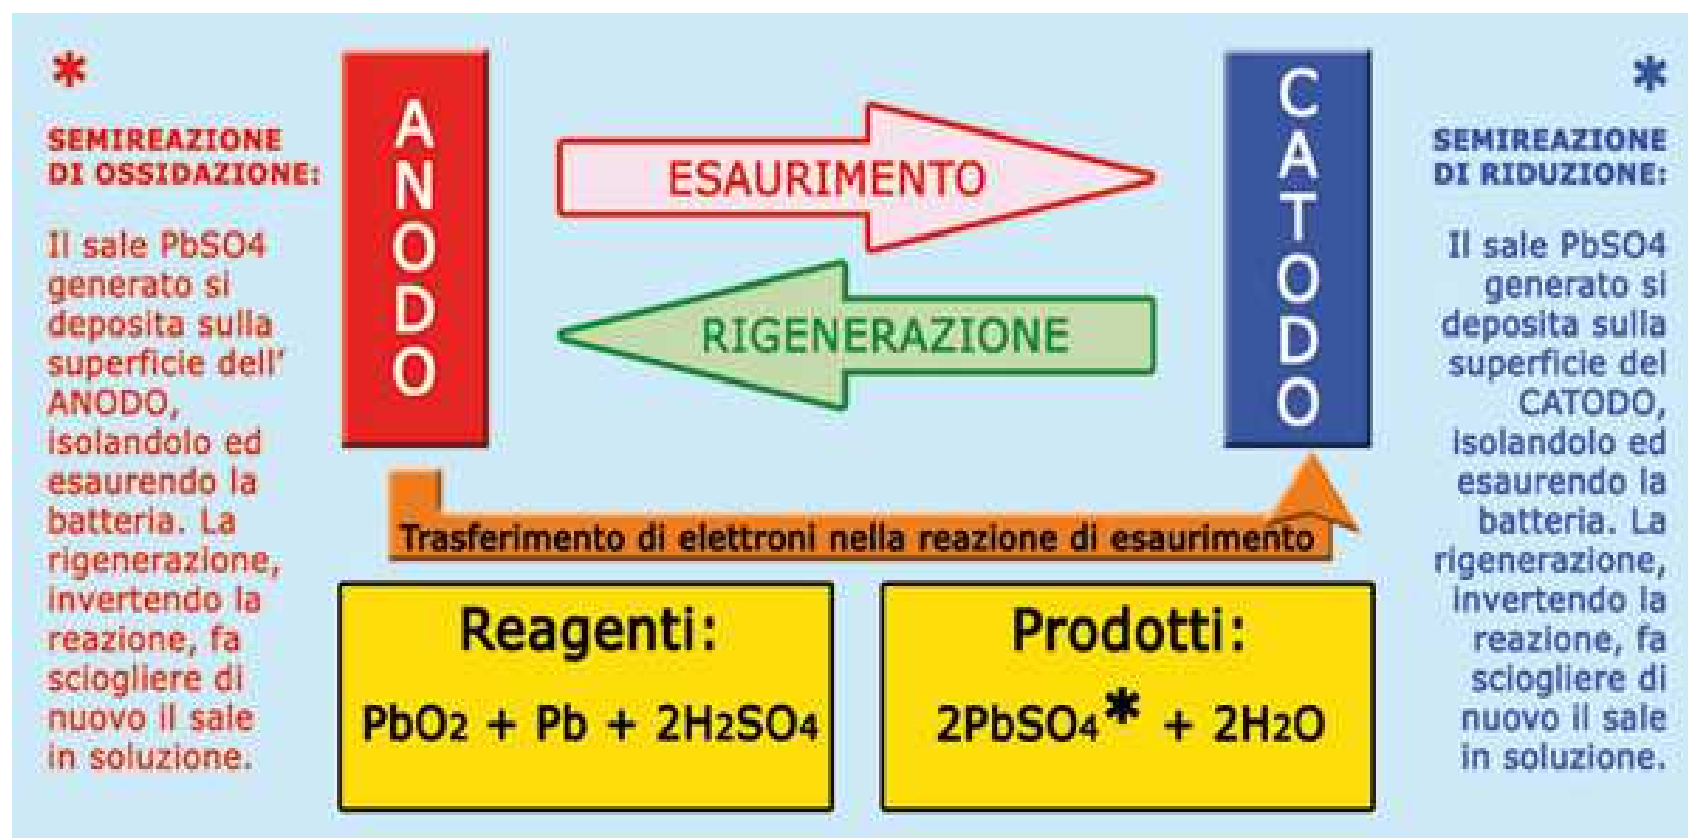 *
SEMIREAZIONE
DI OSSIDAZIONE:
Il sale PbSO4
generato si
deposita sulla
superficie dell'
ANODO,
isolandolo ed
esaurendo la
batteria. La
rigenerazione,
invertendo la
reazione, fa
sciogliere di
nuovo il sale
in soluzione.
ANODO
ESAURIMENTO
RIGENERAZIONE
CATODO
*
SEMIREAZIONE
DI RIDUZIONE:
Il sale PbSO4
generato si
deposita sulla
superficie del
CATODO,
isolandolo ed
esaurendo la
batteria. La
rigenerazione,
invertendo la
reazione, fa
sciogliere di
nuovo il sale
in soluzione.
Trasferimento di elettroni nella reazione di esaurimento
Reagenti:
PbO2 + Pb + 2H2SO4
Prodotti:
2PbSO4* + 2H2O